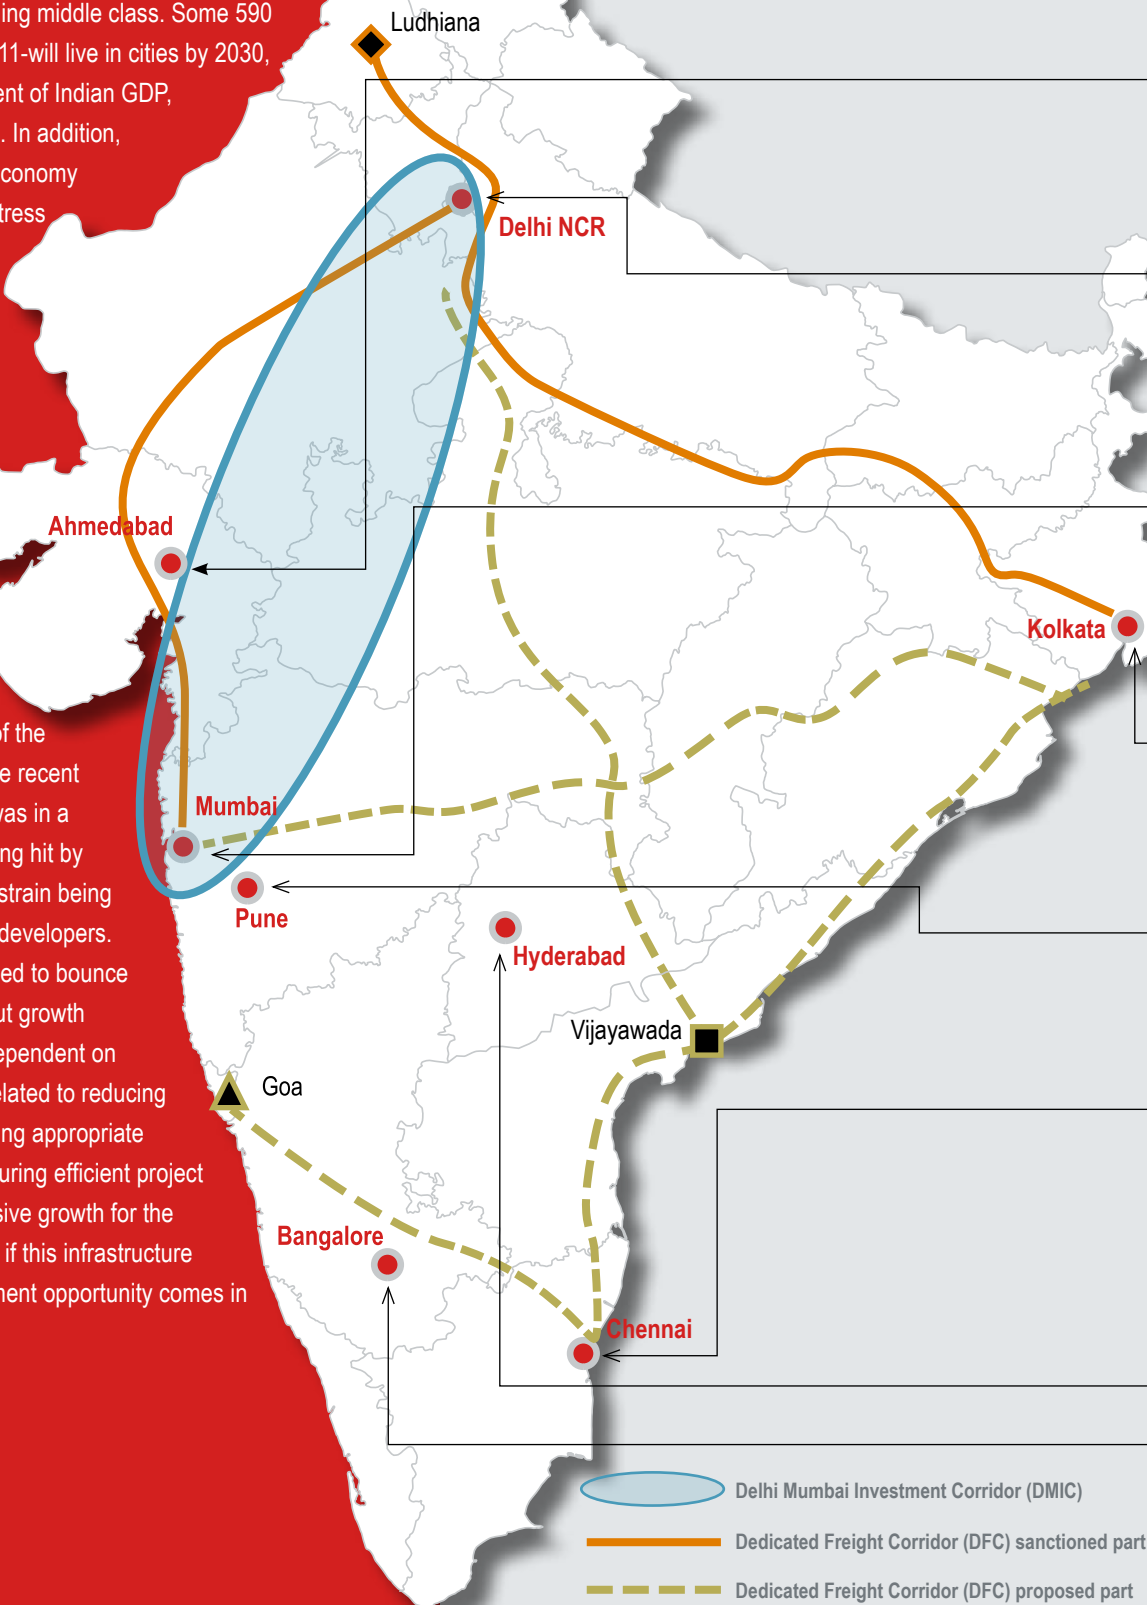 ing middle class. Some 590
11-will live in cities by 2030,
ent of Indian GDP,
. In addition,
conomy
tress
of the
e recent
was in a
ng hit by
strain being
developers.
ed to bounce
ut growth
ependent on
elated to reducing
ng appropriate
uring efficient project
sive growth for the
if this infrastructure
ment opportunity comes in
Ludhiana
Delhi NCR
Ahmedabad
Kolkata
Mumbai
Pune
Hyderabad
Vijayawada
Goa
Bangalore
Chennai
Delhi Mumbai Investment Corridor (DMIC)
Dedicated Freight Corridor (DFC) sanctioned part
Dedicated Freight Corridor (DFC) proposed part